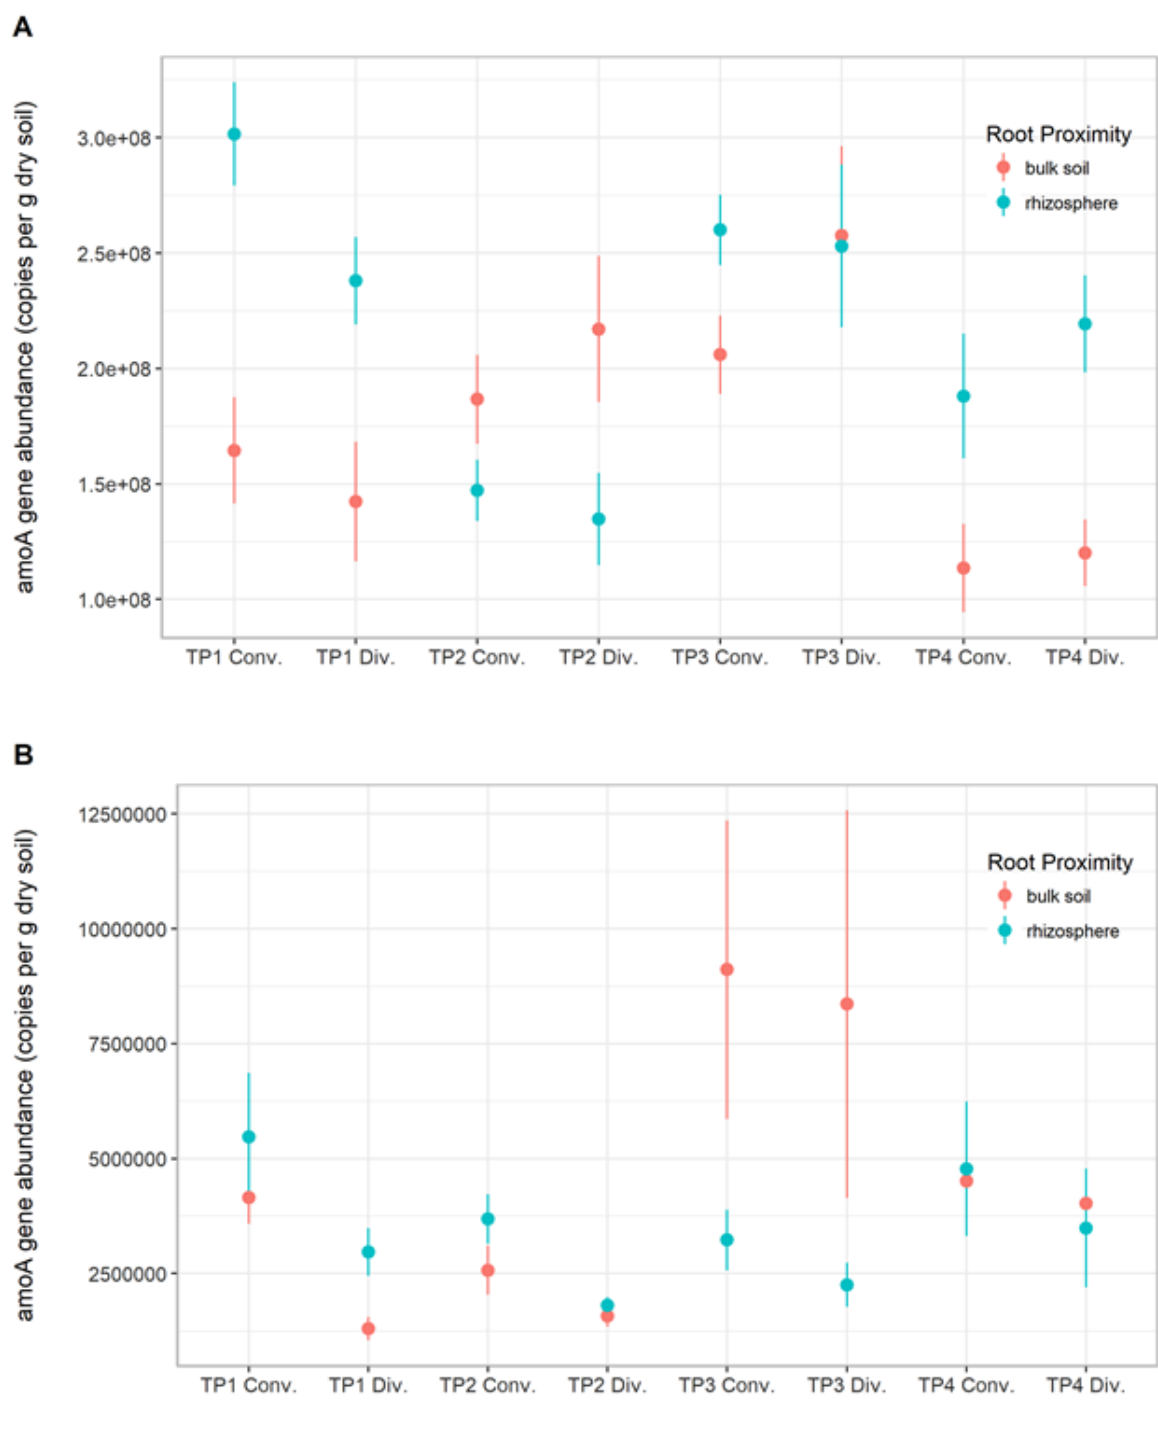 A
amoA gene abundance (copies per g dry soil)
3.0e+08
2.5e+08
2.0e+08
1.5e+08
1.0e+08
Root Proximity
bulk soil
rhizosphere
TP1 Conv. TP1 Div. TP2 Conv. TP2 Div. TP3 Conv. TP3 Div. TP4 Conv. TP4 Div.
B
amoA gene abundance (copies per g dry soil)
12500000
10000000
7500000
5000000
2500000
Root Proximity
bulk soil
rhizosphere
TP1 Conv. TP1 Div. TP2 Conv. TP2 Div. TP3 Conv. TP3 Div. TP4 Conv. TP4 Div.